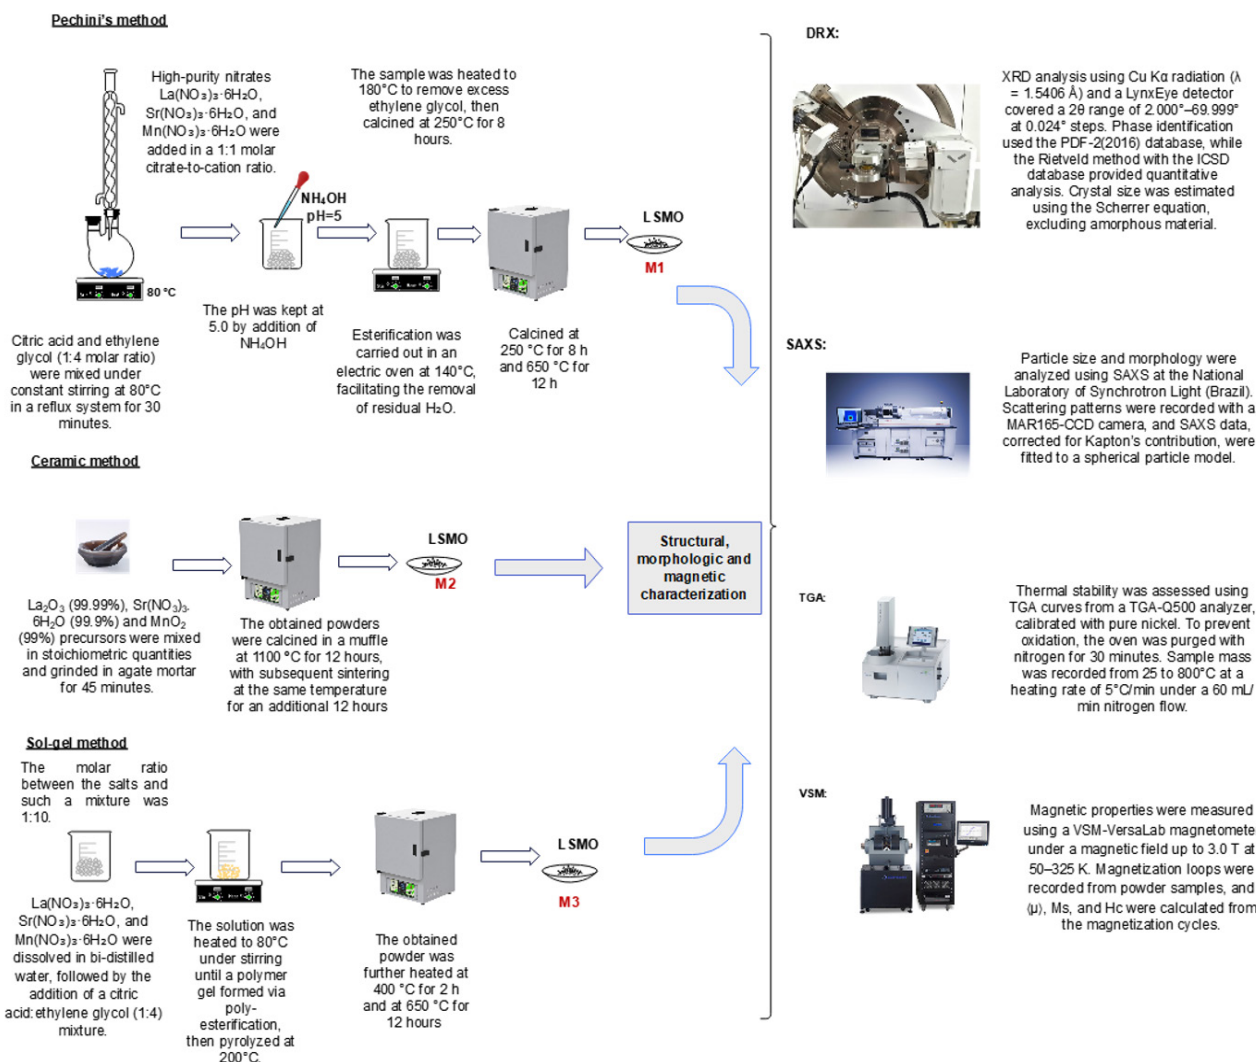 Pechini's method
High-purity nitrates
La(NO₃)₃·6H₂O,
Sr(NO₃)₃·6H₂O, and
Mn(NO₃)₃·6H₂O were
added in a 1:1 molar
citrate-to-cation ratio.
The sample was heated to
180°C to remove excess
ethylene glycol, then
calcined at 250°C for 8
hours.
NH₄OH
pH=5
LSMO
M1
80 ºC
Citric acid and ethylene
glycol (1:4 molar ratio)
were mixed under
constant stirring at 80°C
in a reflux system for 30
minutes.
The pH was kept at
5.0 by addition of
NH₄OH
Esterification was
carried out in an
electric oven at 140°C,
facilitating the removal
of residual H₂O.
Calcined at
250 °C for 8 h
and 650 °C for
12 h
Ceramic method
LSMO
M2
La₂O₃ (99.99%), Sr(NO₃)₃.
6H₂O (99.9%) and MnO₂
(99%) precursors were mixed
in stoichiometric quantities
and grinded in agate mortar
for 45 minutes.
The obtained powders
were calcined in a muffle
at 1100 °C for 12 hours,
with subsequent sintering
at the same temperature
for an additional 12 hours
Structural,
morphologic and
magnetic
characterization
Sol-gel method
The molar ratio
between the salts and
such a mixture was
1:10.
LSMO
M3
La(NO₃)₃·6H₂O,
Sr(NO₃)₃·6H₂O, and
Mn(NO₃)₃·6H₂O were
dissolved in bi-distilled
water, followed by the
addition of a citric
acid:ethylene glycol (1:4)
mixture.
The solution was
heated to 80°C
under stirring
until a polymer
gel formed via
poly-
esterification,
then pyrolyzed at
200°C.
The obtained
powder was
further heated at
400 °C for 2 h
and at 650 °C for
12 hours
DRX:
XRD analysis using Cu Kα radiation (λ
= 1.5406 Å) and a LynxEye detector
covered a 2θ range of 2.000°–69.999°
at 0.024° steps. Phase identification
used the PDF-2(2016) database, while
the Rietveld method with the ICSD
database provided quantitative
analysis. Crystal size was estimated
using the Scherrer equation,
excluding amorphous material.
SAXS:
Particle size and morphology were
analyzed using SAXS at the National
Laboratory of Synchrotron Light (Brazil).
Scattering patterns were recorded with a
MAR165-CCD camera, and SAXS data,
corrected for Kapton's contribution, were
fitted to a spherical particle model.
TGA:
Thermal stability was assessed using
TGA curves from a TGA-Q500 analyzer,
calibrated with pure nickel. To prevent
oxidation, the oven was purged with
nitrogen for 30 minutes. Sample mass
was recorded from 25 to 800°C at a
heating rate of 5°C/min under a 60 mL/
min nitrogen flow.
VSM:
Magnetic properties were measured
using a VSM-VersaLab magnetomete
under a magnetic field up to 3.0 T at
50–325 K. Magnetization loops were
recorded from powder samples, and
⟨μ⟩, Ms, and Hc were calculated from
the magnetization cycles.